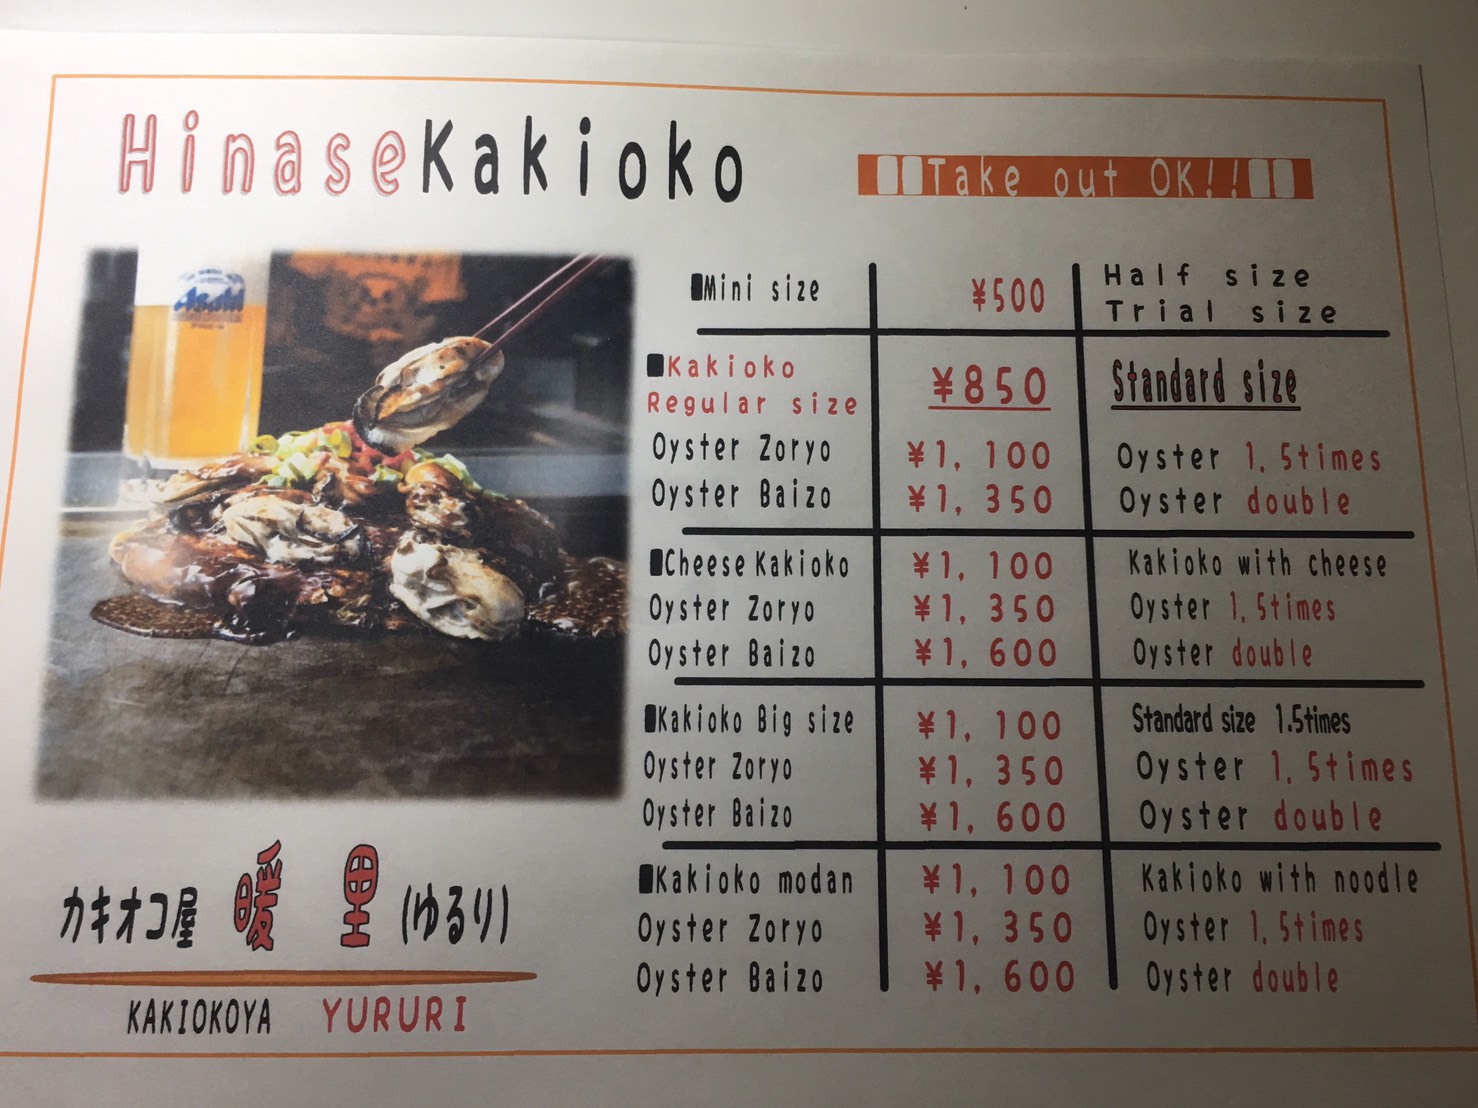 HinaseKakioko
Take out OK!!
Asahi
■Mini size ¥500 Half size
Trial size
■Kakioko
Regular size ¥850 Standard size
Oyster Zoryo ¥1, 100 Oyster 1, 5times
Oyster Baizo ¥1, 350 Oyster double
■Cheese Kakioko ¥1, 100 Kakioko with cheese
Oyster Zoryo ¥1, 350 Oyster 1, 5times
Oyster Baizo ¥1, 600 Oyster double
■Kakioko Big size ¥1, 100 Standard size 1.5times
Oyster Zoryo ¥1, 350 Oyster 1, 5times
Oyster Baizo ¥1, 600 Oyster double
■Kakioko modan ¥1, 100 Kakioko with noodle
Oyster Zoryo ¥1, 350 Oyster 1, 5times
Oyster Baizo ¥1, 600 Oyster double
カキオコ屋 暖里 (ゆるり)
KAKIOKOYA YURURI